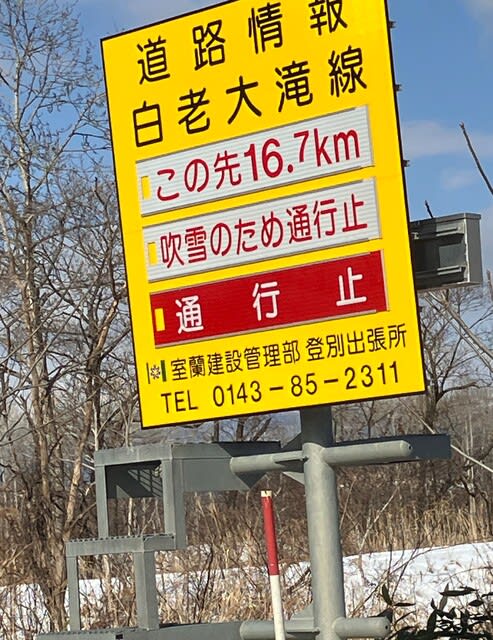 道路情報
白老大滝線
この先16.7km
吹雪のため通行止
通行止
室蘭建設管理部 登別出張所
TEL 0143-85-2311